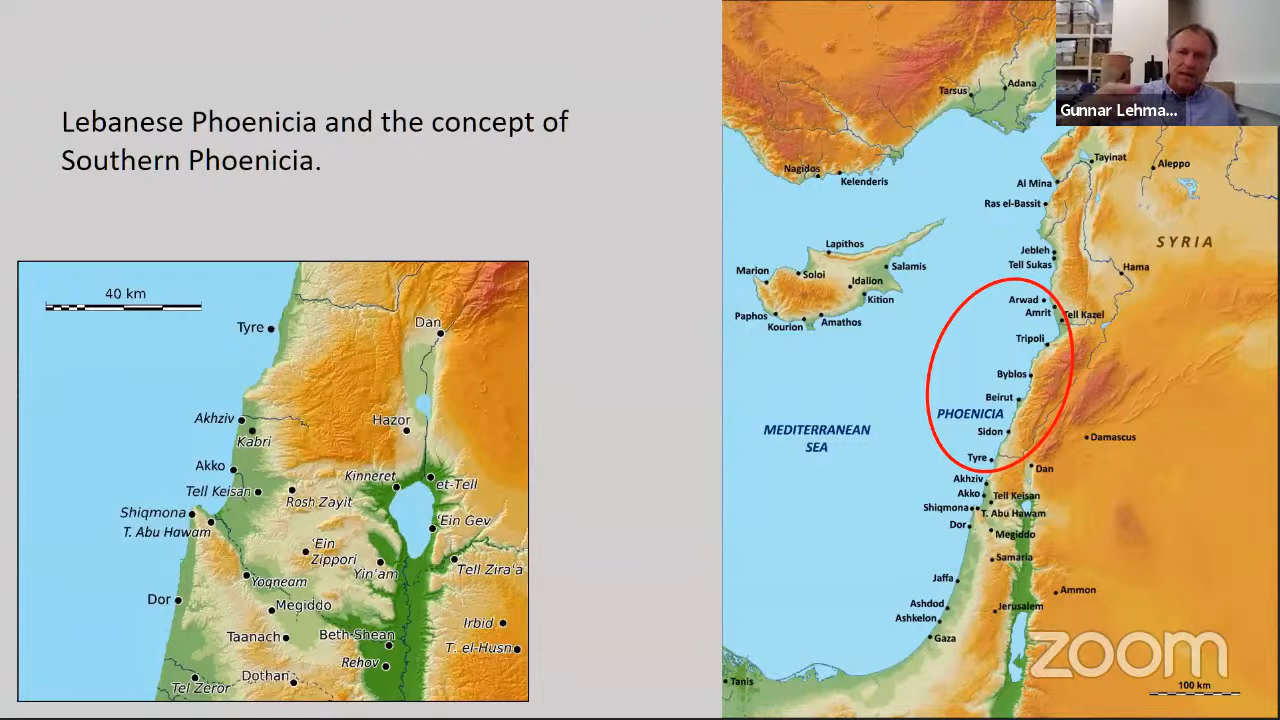 Lebanese Phoenicia and the concept of
Southern Phoenicia.
40 km
Tyre
Dan
Akhziv
Kabri
Hazor
Akko
Tell Keisan
Kinneret
et-Tell
Rosh Zayit
Shiqmona
T. Abu Hawam
'Ein Gev
'Ein
Zippori
Yin'am
Tell Zira'a
Yoqneam
Dor
Megiddo
Taanach
Beth-Shean
Irbid
Rehov
T. el-Husn
Dothan
Tel Zeror
Gunnar Lehma...
Tarsus
Adana
Nagidos
Kelenderis
Tayinat
Aleppo
Al Mina
Ras el-Bassit
SYRIA
Lapithos
Jebleh
Tell Sukas
Marion
Soloi
Salamis
Hama
Idalion
Kition
Arwad
Amrit
Tell Kazel
Paphos
Kourion
Amathos
Tripoli
Byblos
Beirut
PHOENICIA
MEDITERRANEAN
SEA
Sidon
Damascus
Tyre
Dan
Akhziv
Akko
Tell Keisan
Shiqmona
T. Abu Hawam
Dor
Megiddo
Samaria
Jaffa
Ammon
Ashdod
Jerusalem
Ashkelon
Gaza
zoom
Tanis
100 km